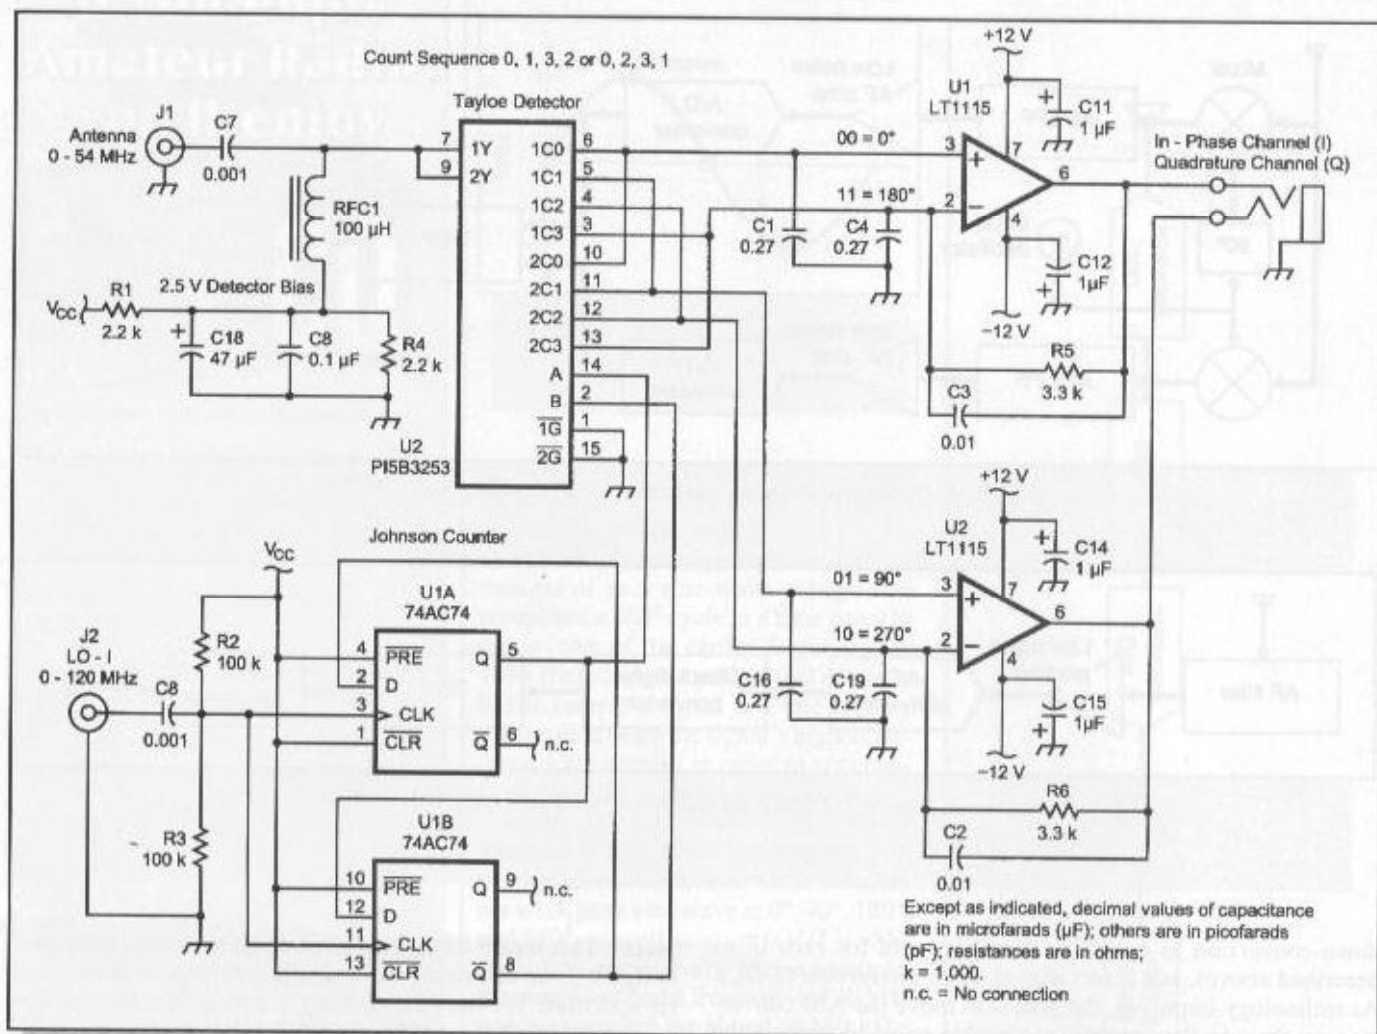 Count Sequence 0, 1, 3, 2 or 0, 2, 3, 1
Tayloe Detector
J1
Antenna
0 - 54 MHz
C7
0.001
RFC1
100 µH
2.5 V Detector Bias
VCC
R1
2.2 k
+
C18
47 µF
C8
0.1 µF
R4
2.2 k
7
9
1Y
2Y
1C0
1C1
1C2
1C3
2C0
2C1
2C2
2C3
A
B
1G
2G
6
5
4
3
10
11
12
13
14
2
1
15
U2
PI5B3253
00 = 0°
11 = 180°
C1
0.27
C4
0.27
+12 V
U1
LT1115
+
C11
1 µF
3
+
2
−
7
6
4
C12
1µF
+
−12 V
In - Phase Channel (I)
Quadrature Channel (Q)
R5
3.3 k
C3
0.01
Johnson Counter
VCC
R2
100 k
J2
LO - I
0 - 120 MHz
C8
0.001
R3
100 k
U1A
74AC74
4
PRE
2
D
3
CLK
1
CLR
Q
5
Q
6
n.c.
U1B
74AC74
10
PRE
12
D
11
CLK
13
CLR
Q
9
n.c.
Q
8
+12 V
U2
LT1115
+
C14
1 µF
01 = 90°
10 = 270°
3
+
2
−
7
6
4
C16
0.27
C19
0.27
C15
1µF
+
−12 V
R6
3.3 k
C2
0.01
Except as indicated, decimal values of capacitance
are in microfarads (µF); others are in picofarads
(pF); resistances are in ohms;
k = 1,000.
n.c. = No connection